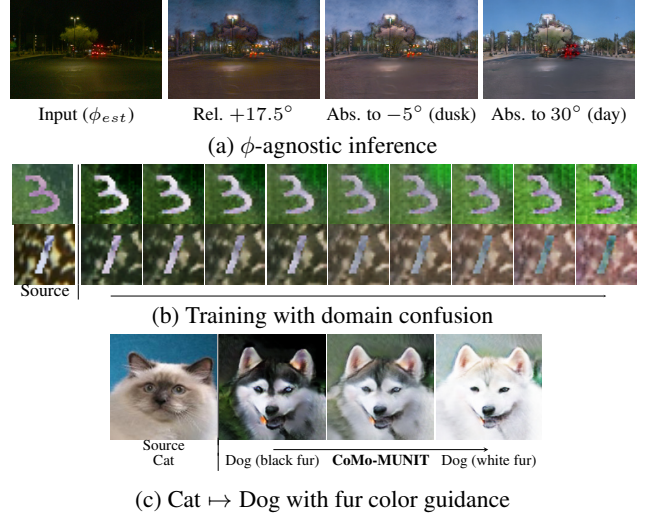 Input (ϕest) Rel. +17.5° Abs. to −5° (dusk) Abs. to 30° (day)
(a) ϕ-agnostic inference
Source
(b) Training with domain confusion
Source
Cat Dog (black fur) CoMo-MUNIT Dog (white fur)
(c) Cat ↦ Dog with fur color guidance